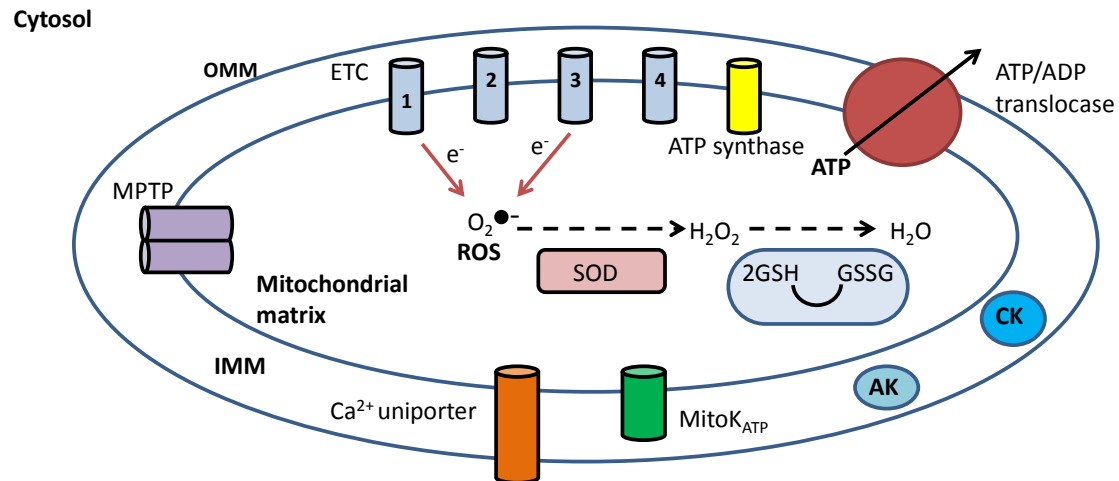 Cytosol
OMM
ETC
1
2
3
4
ATP synthase
ATP
ATP/ADP
translocase
e⁻
e⁻
MPTP
O₂●⁻
ROS
H₂O₂
H₂O
SOD
2GSH
GSSG
Mitochondrial
matrix
IMM
CK
AK
Ca²⁺ uniporter
MitoK_ATP